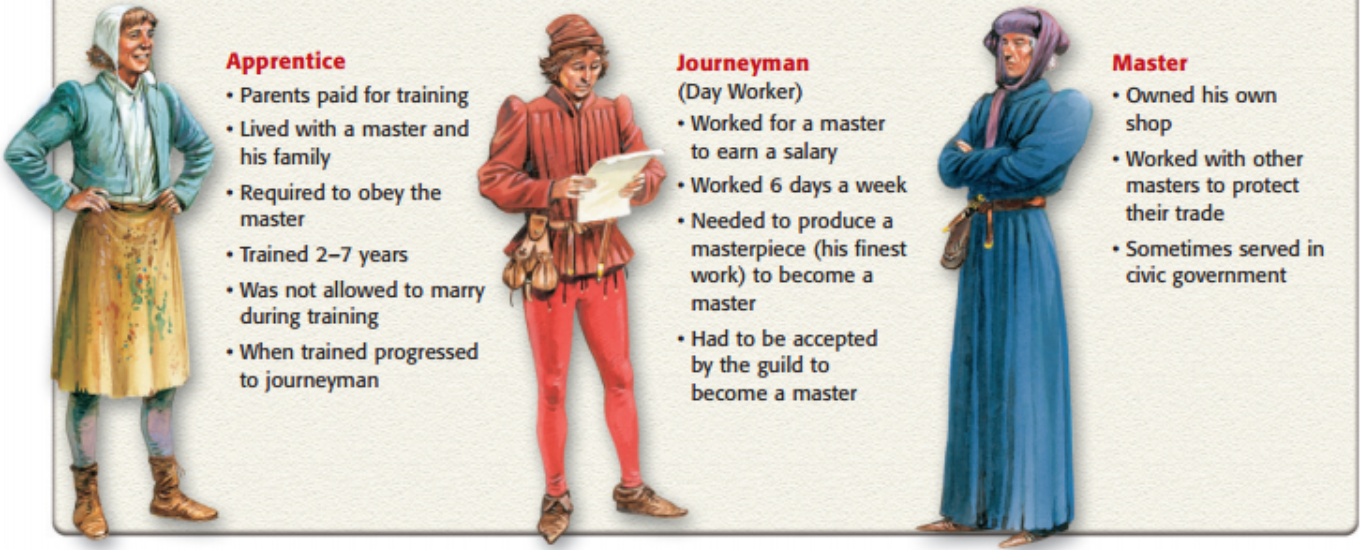 Apprentice
• Parents paid for training
• Lived with a master and
his family
• Required to obey the
master
• Trained 2–7 years
• Was not allowed to marry
during training
• When trained progressed
to journeyman
Journeyman
(Day Worker)
• Worked for a master
to earn a salary
• Worked 6 days a week
• Needed to produce a
masterpiece (his finest
work) to become a
master
• Had to be accepted
by the guild to
become a master
Master
• Owned his own
shop
• Worked with other
masters to protect
their trade
• Sometimes served in
civic government